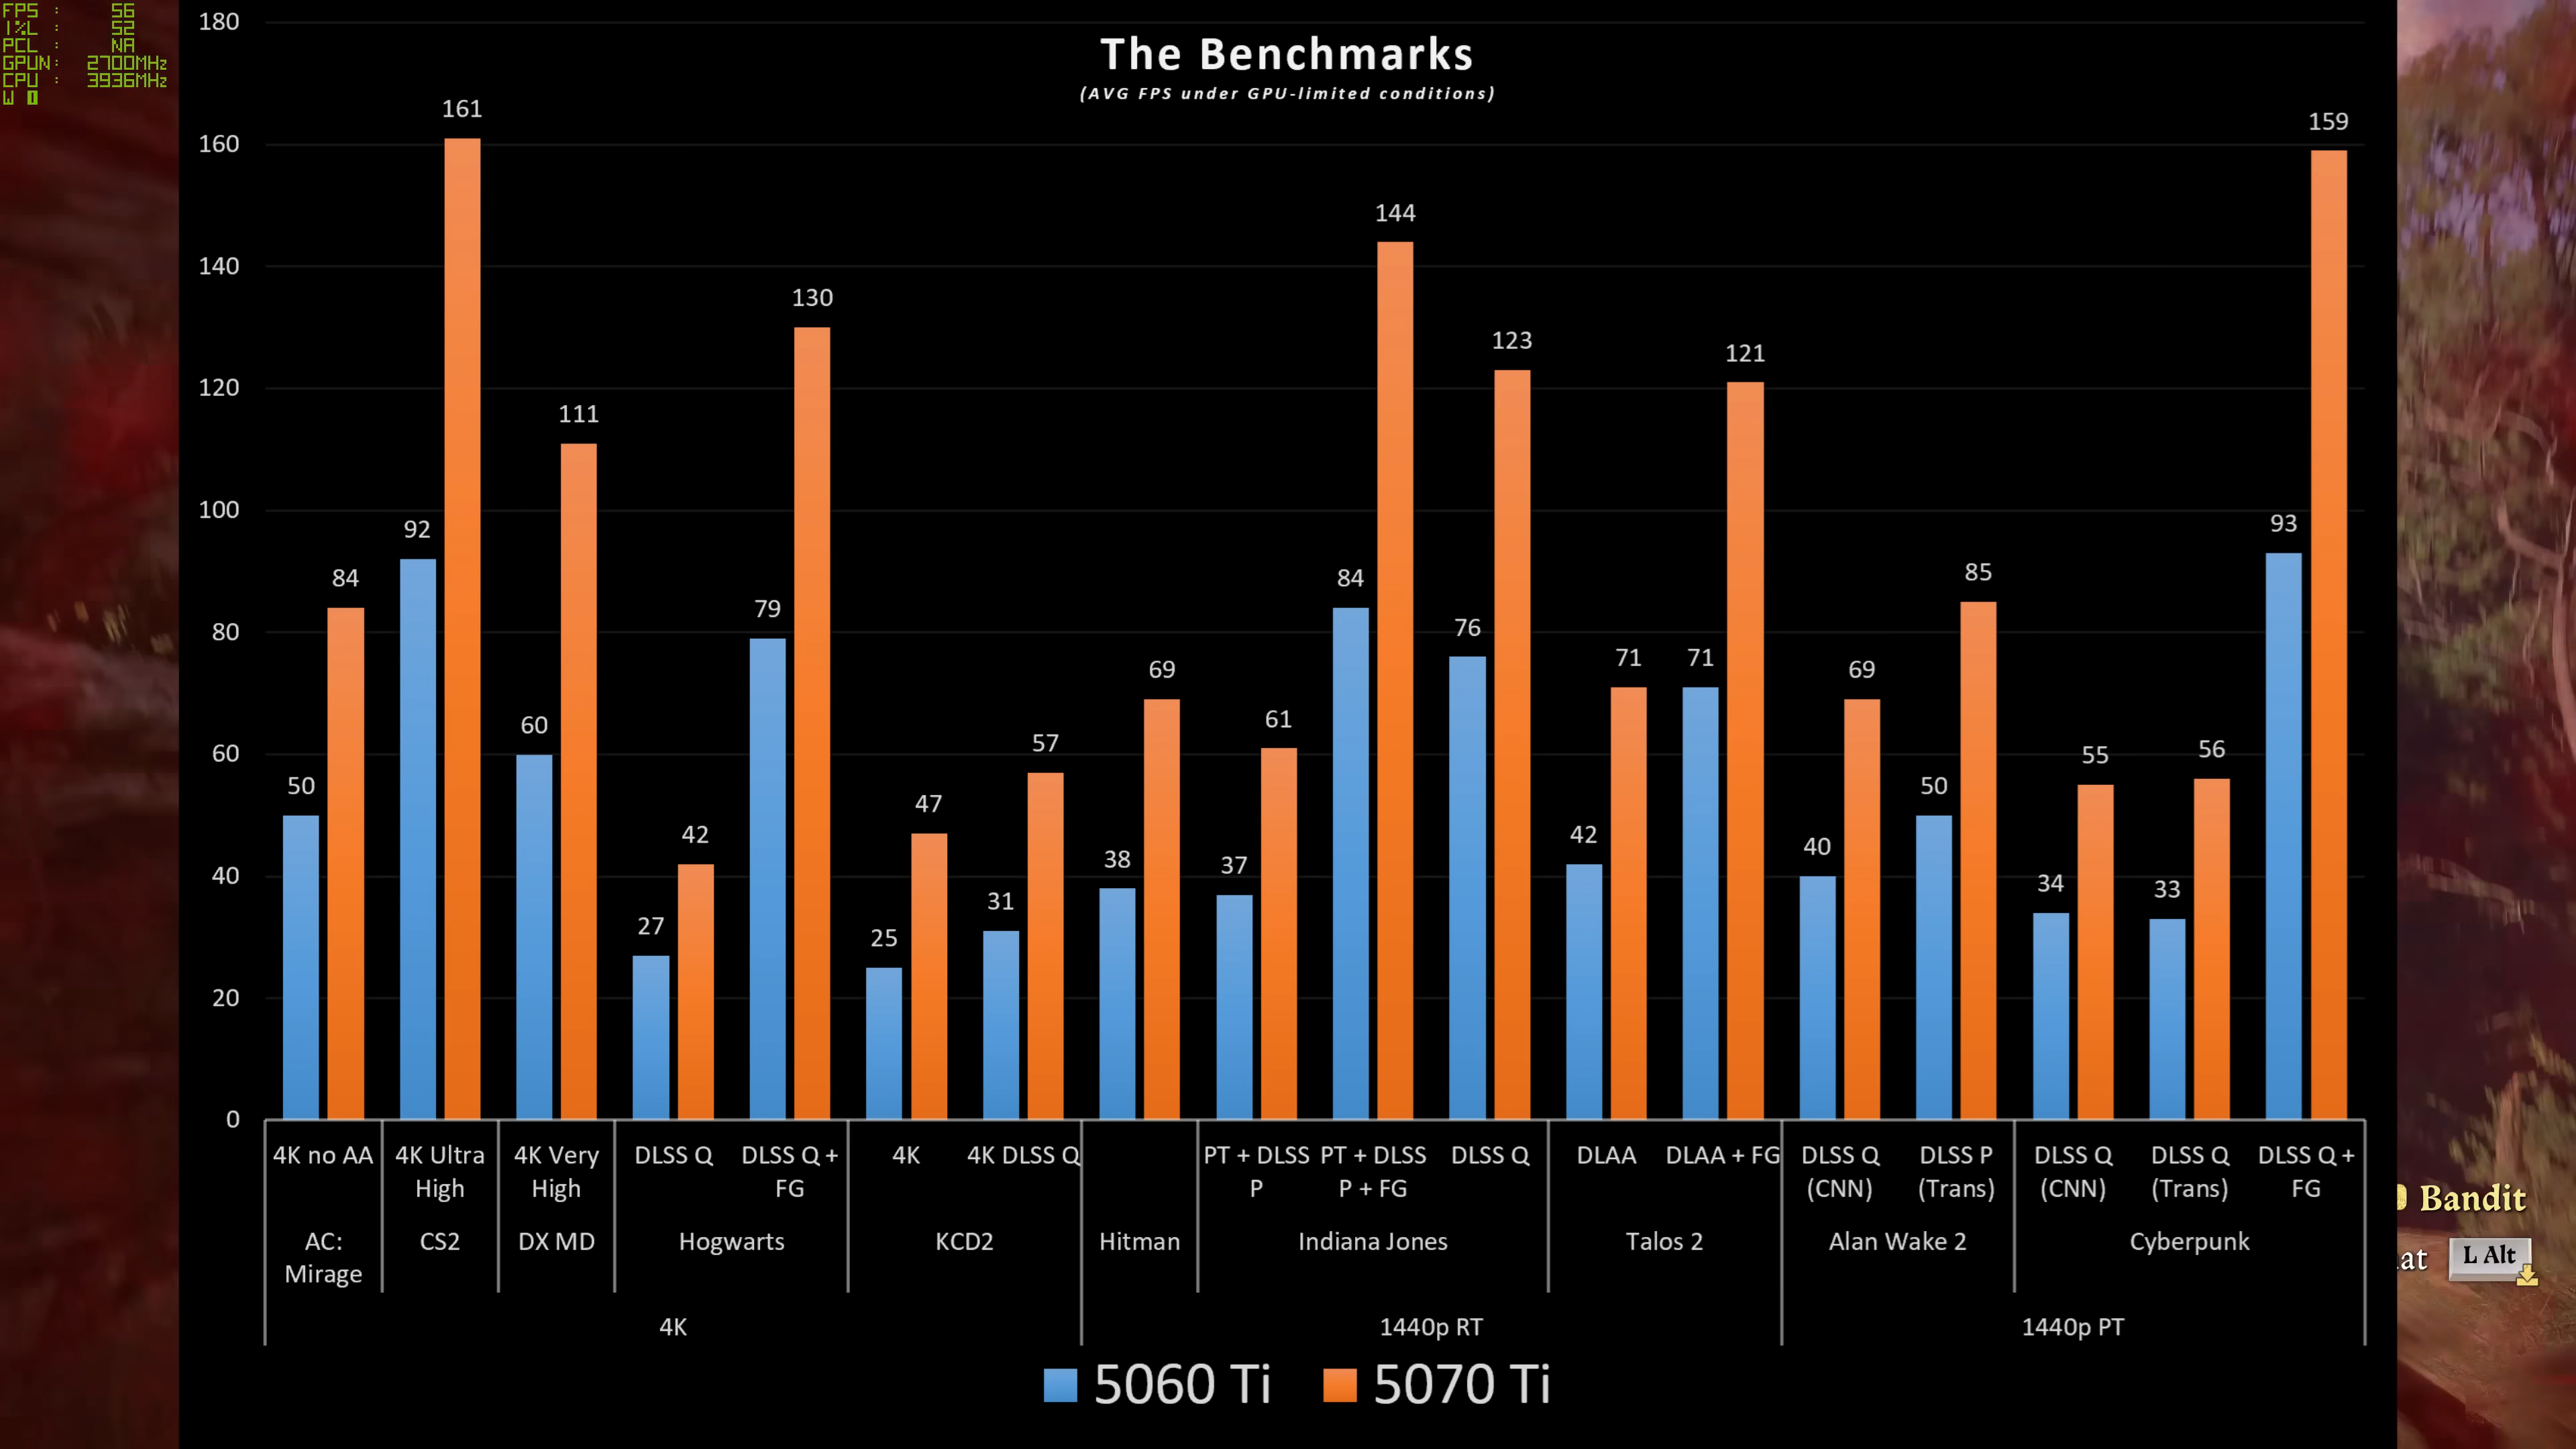 FPS : 56
1%L : 52
PCL : NA
GPUN: 2700MHz
CPU : 3936MHz
The Benchmarks
(AVG FPS under GPU-limited conditions)
180
160
140
120
100
80
60
40
20
0
50 84 92 161 60 111 27 42 79 130 25 47 31 57 38 69 37 61 84 144 76 123 42 71 71 121 40 69 50 85 34 55 33 56 93 159
4K no AA 4K Ultra 4K Very DLSS Q DLSS Q + 4K 4K DLSS Q PT + DLSS PT + DLSS DLSS Q DLAA DLAA + FG DLSS Q DLSS P DLSS Q DLSS Q DLSS Q +
High High FG P P + FG (CNN) (Trans) (CNN) (Trans) FG
AC: CS2 DX MD Hogwarts KCD2 Hitman Indiana Jones Talos 2 Alan Wake 2 Cyberpunk
Mirage
4K 1440p RT 1440p PT
5060 Ti 5070 Ti
Bandit
at L Alt